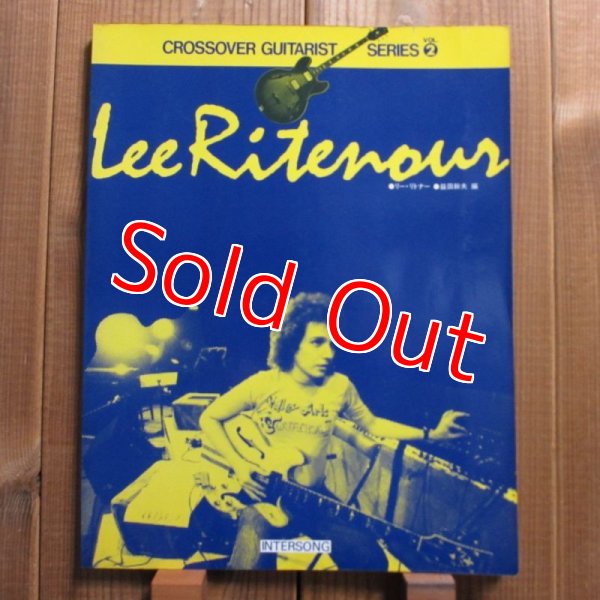 CROSSOVER GUITARIST SERIES VOL. 2
Lee Ritenour
●リー・リトナー ●益田幹夫 編
Sold Out
INTERSONG